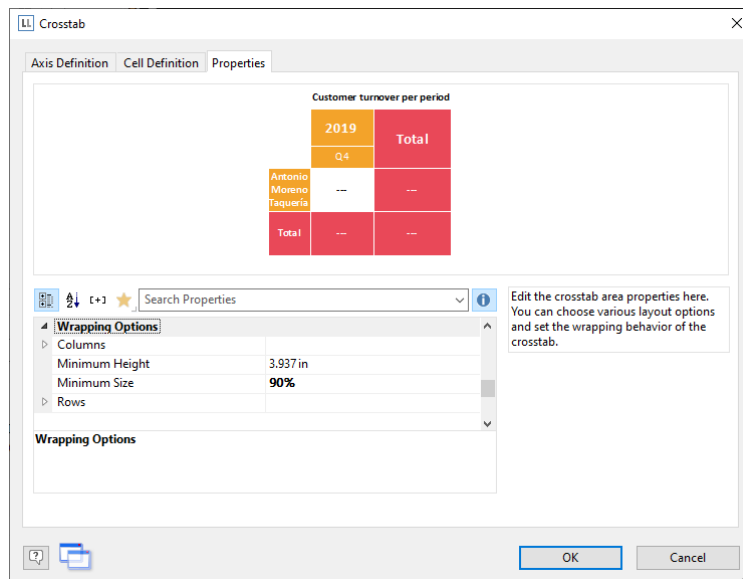 LL Crosstab
Axis Definition Cell Definition Properties
Customer turnover per period
2019
Total
Q4
Antonio
Moreno
Taquería
---
---
Total
---
---
A
Z
[+]
Search Properties
Wrapping Options
Columns
Minimum Height 3.937 in
Minimum Size 90%
Rows
Wrapping Options
Edit the crosstab area properties here.
You can choose various layout options
and set the wrapping behavior of the
crosstab.
OK
Cancel